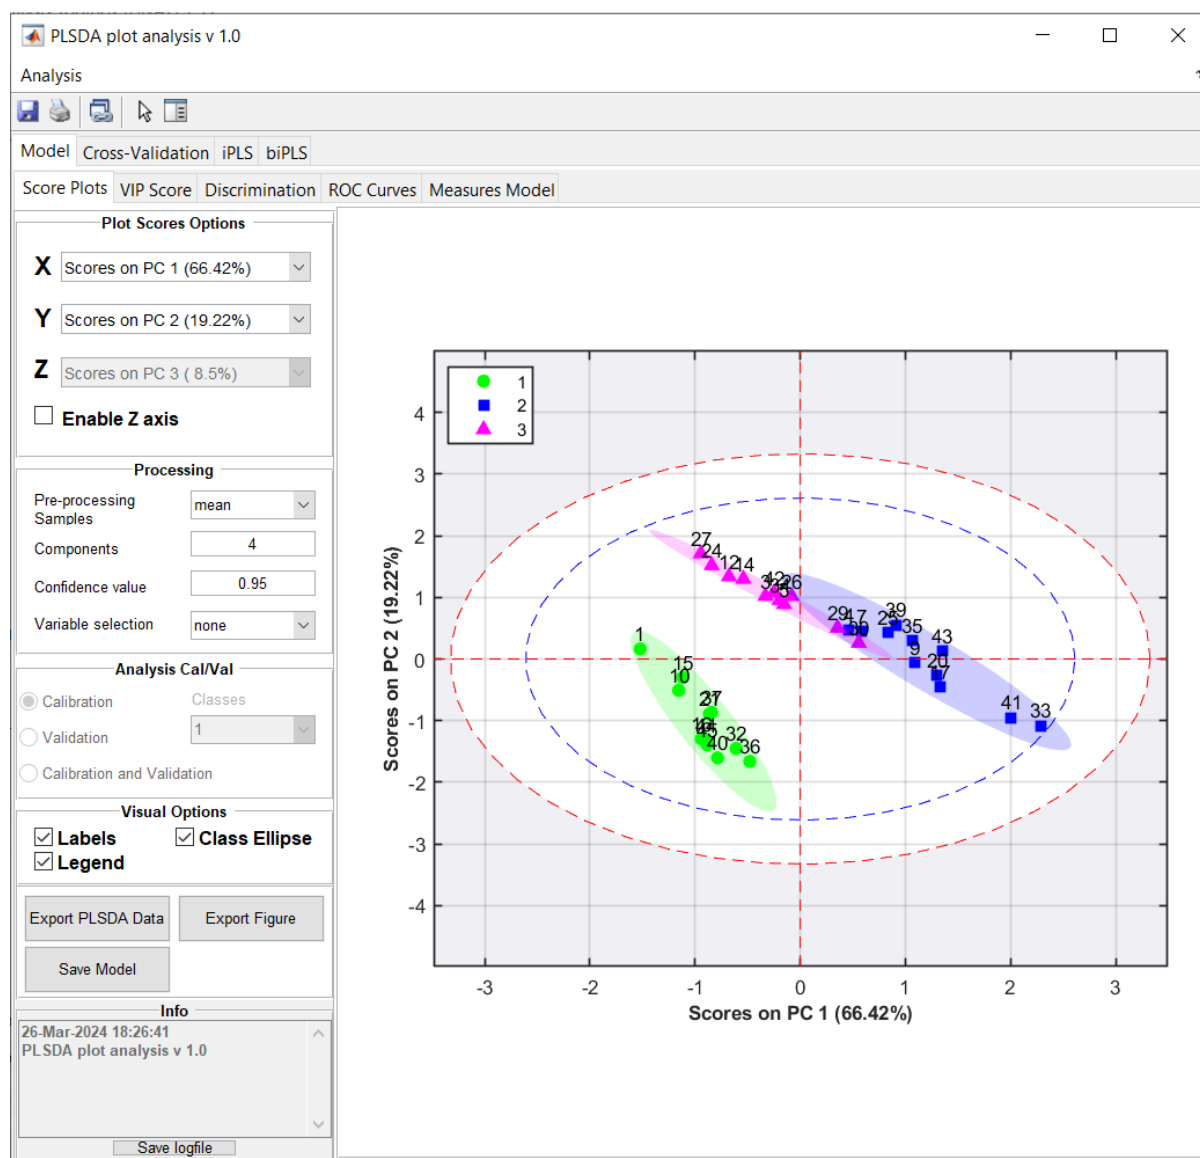 PLSDA plot analysis v 1.0
Analysis
Model Cross-Validation iPLS biPLS
Score Plots VIP Score Discrimination ROC Curves Measures Model
Plot Scores Options
X Scores on PC 1 (66.42%)
Y Scores on PC 2 (19.22%)
Z Scores on PC 3 ( 8.5%)
Enable Z axis
Processing
Pre-processing Samples mean
Components 4
Confidence value 0.95
Variable selection none
Analysis Cal/Val
Calibration Classes
Validation 1
Calibration and Validation
Visual Options
Labels Class Ellipse
Legend
Export PLSDA Data Export Figure
Save Model
Info
26-Mar-2024 18:26:41
PLSDA plot analysis v 1.0
Save logfile
1
2
3
4
3
2
1
0
-1
-2
-3
-4
Scores on PC 2 (19.22%)
27
24
12 14
42 26
29 47
25 39
35
43
9 20
41 33
1
15
10
37
32
40 36
-3 -2 -1 0 1 2 3
Scores on PC 1 (66.42%)